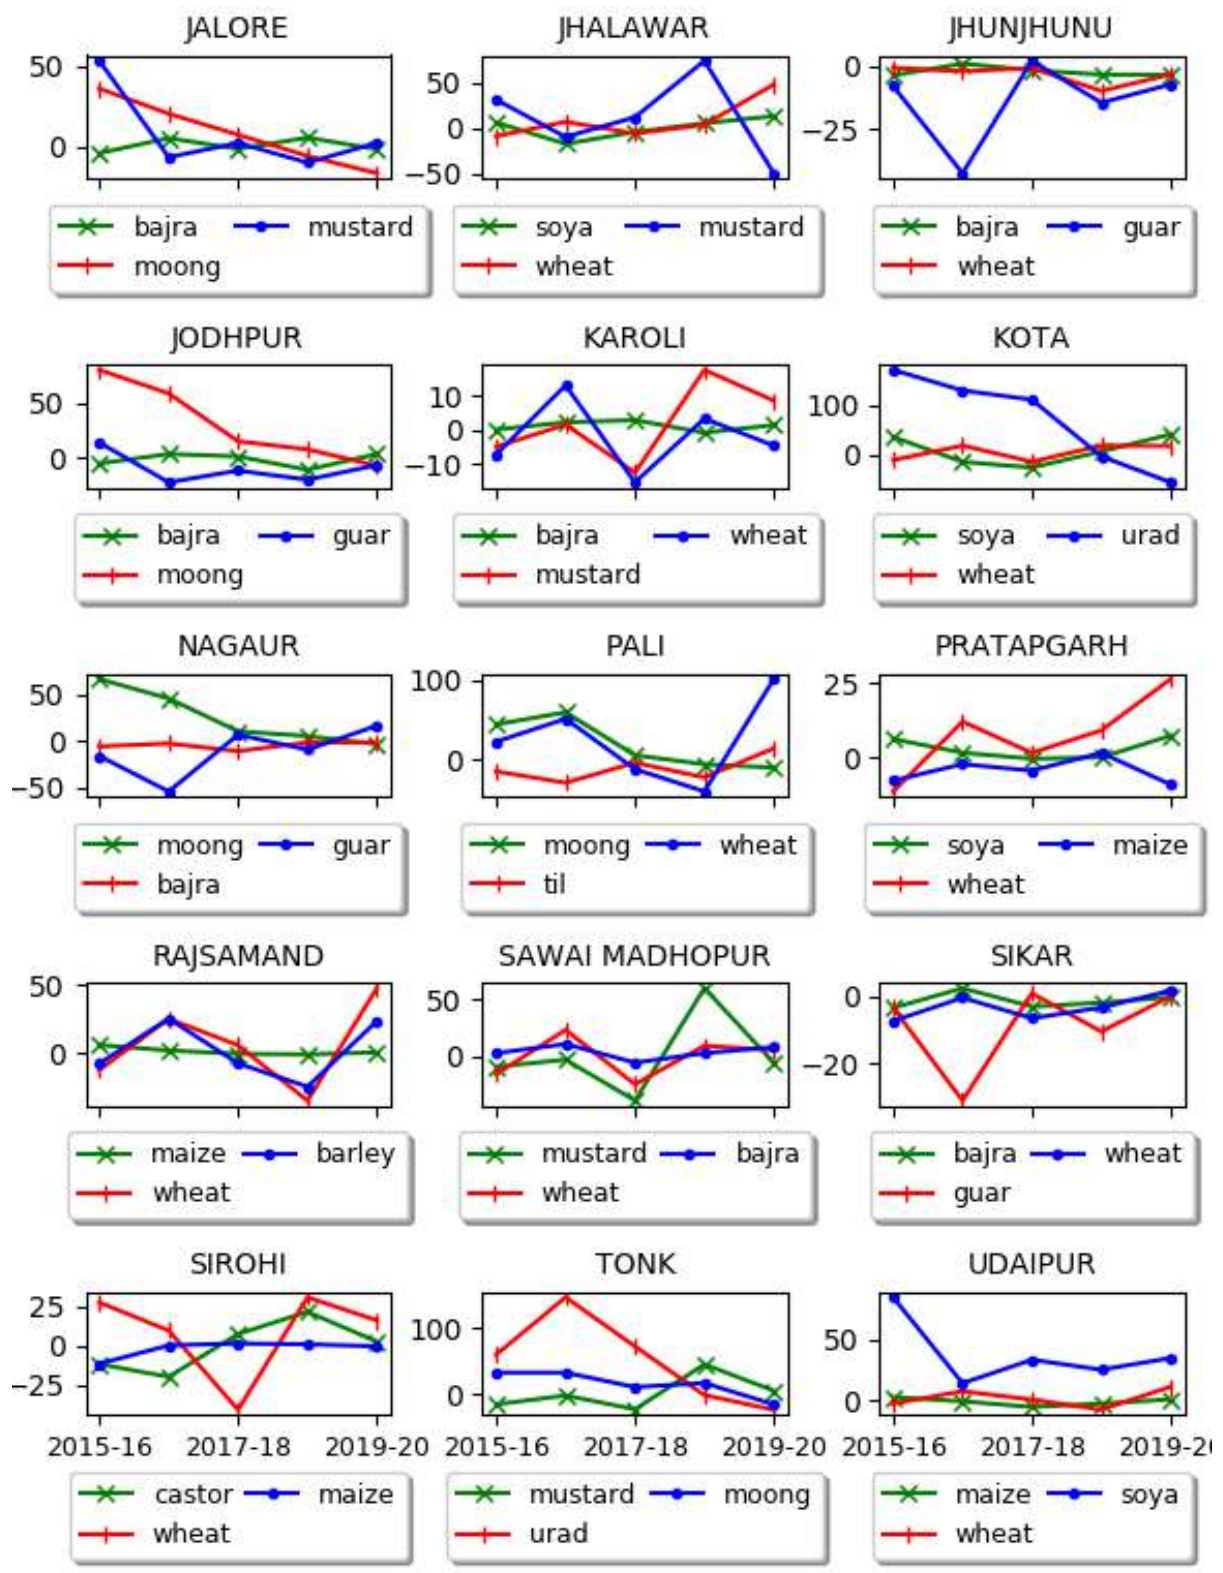 JALORE JHALAWAR JHUNJHUNU
50 0
50 0 −50
0 −25
bajra mustard soya mustard bajra guar
moong wheat wheat
JODHPUR KAROLI KOTA
50 0
10 0 −10
100 0
bajra guar bajra wheat soya urad
moong mustard wheat
NAGAUR PALI PRATAPGARH
50 0 −50
100 0
25 0
moong guar moong wheat soya maize
bajra til wheat
RAJSAMAND SAWAI MADHOPUR SIKAR
50 0
50 0
0 −20
maize barley mustard bajra bajra wheat
wheat wheat guar
SIROHI TONK UDAIPUR
25 0 −25
100 0
50 0
2015-16 2017-18 2019-20 2015-16 2017-18 2019-20 2015-16 2017-18 2019-20
castor maize mustard moong maize soya
wheat urad wheat